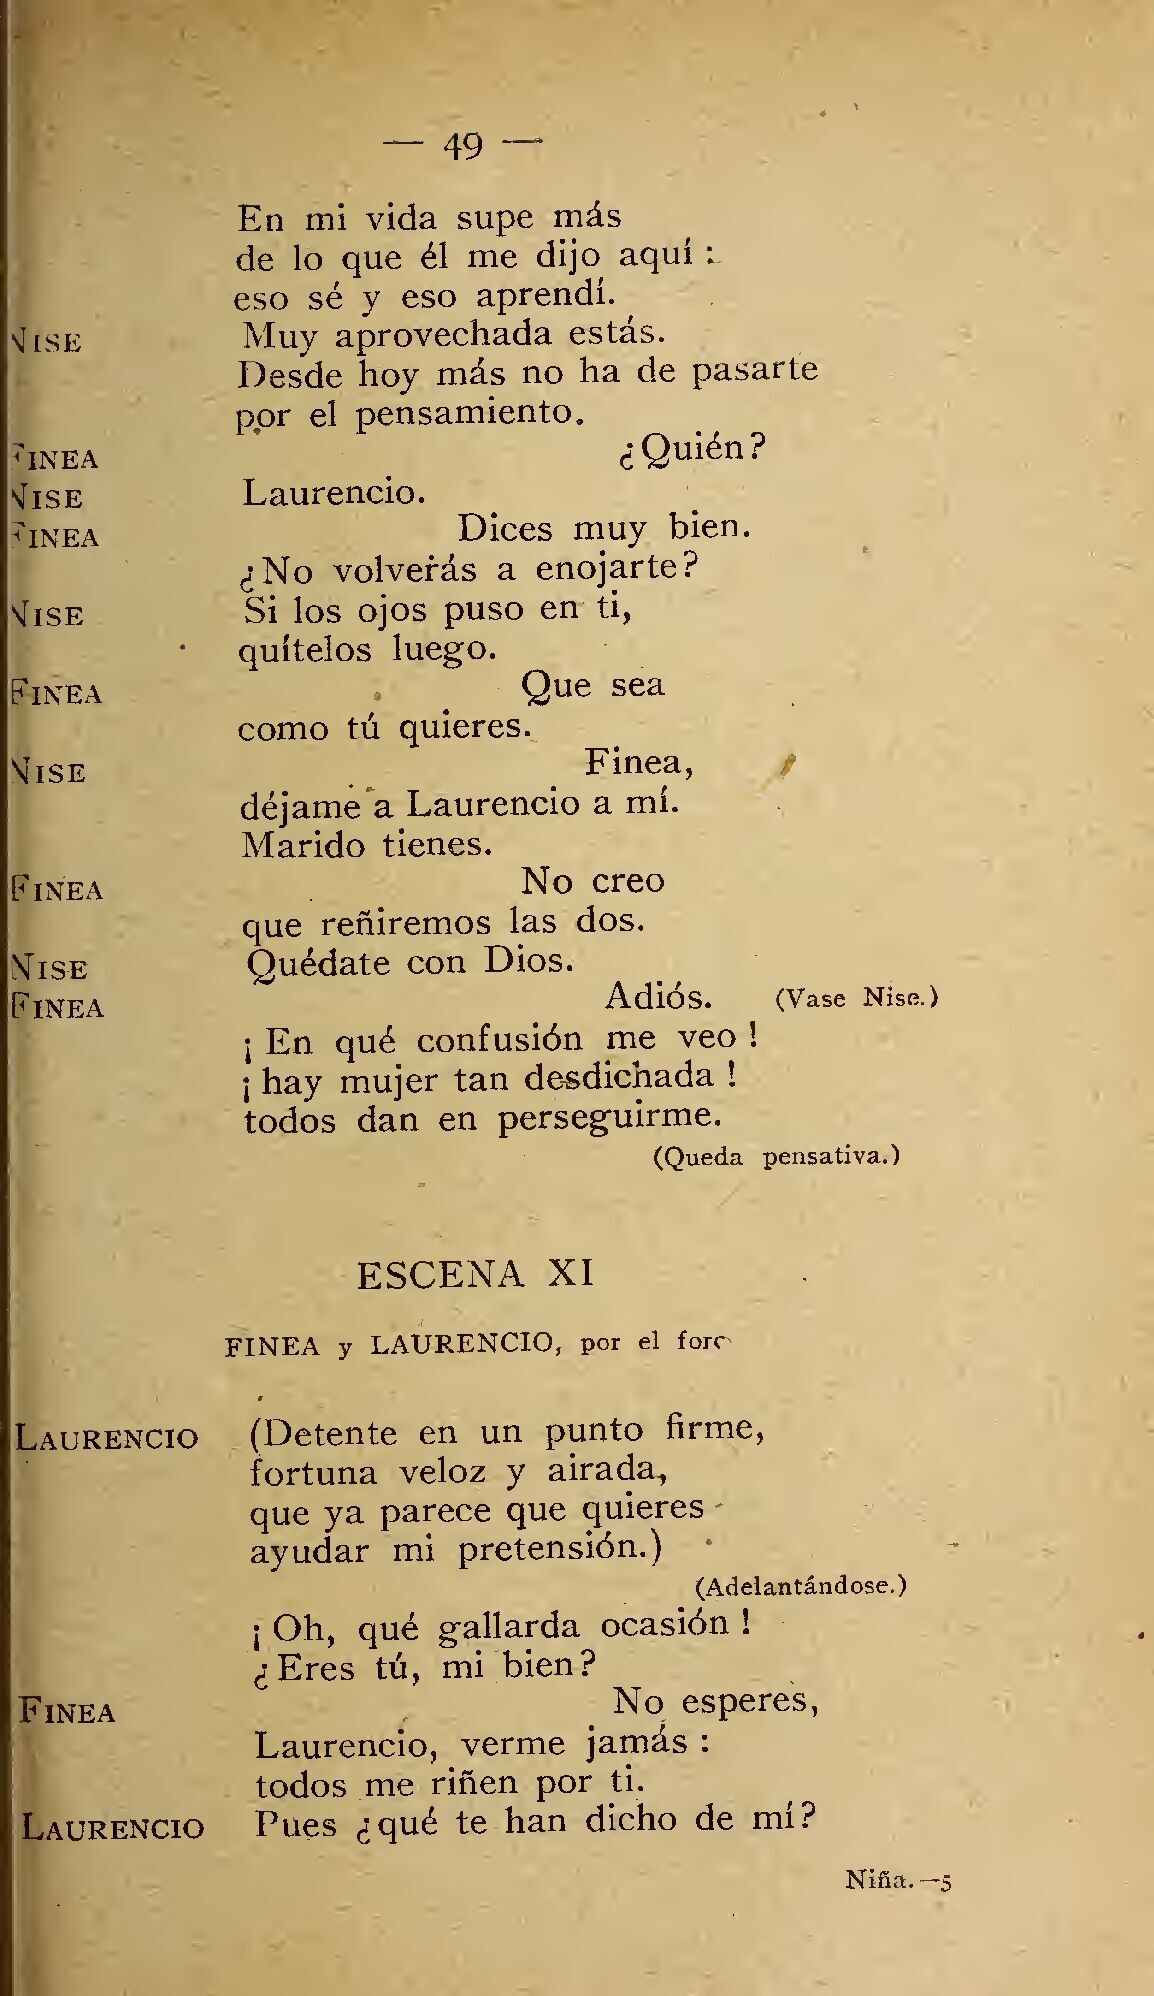 — 49 —
En mi vida supe más
de lo que él me dijo aquí :
eso sé y eso aprendí.
NISE Muy aprovechada estás.
Desde hoy más no ha de pasarte
por el pensamiento.
FINEA ¿Quién?
NISE Laurencio.
FINEA Dices muy bien.
¿No volverás a enojarte?
NISE Si los ojos puso en ti,
quítelos luego.
FINEA Que sea
como tú quieres.
NISE Finea,
déjame a Laurencio a mí.
Marido tienes.
FINEA No creo
que reñiremos las dos.
NISE Quédate con Dios.
FINEA Adiós. (Vase Nise.)
¡ En qué confusión me veo !
¡ hay mujer tan desdichada !
todos dan en perseguirme.
(Queda pensativa.)
ESCENA XI
FINEA y LAURENCIO, por el foro
LAURENCIO (Detente en un punto firme,
fortuna veloz y airada,
que ya parece que quieres
ayudar mi pretensión.)
(Adelantándose.)
¡ Oh, qué gallarda ocasión !
¿Eres tú, mi bien?
FINEA No esperes,
Laurencio, verme jamás :
todos me riñen por ti.
LAURENCIO Pues ¿qué te han dicho de mí?
Niña.—5